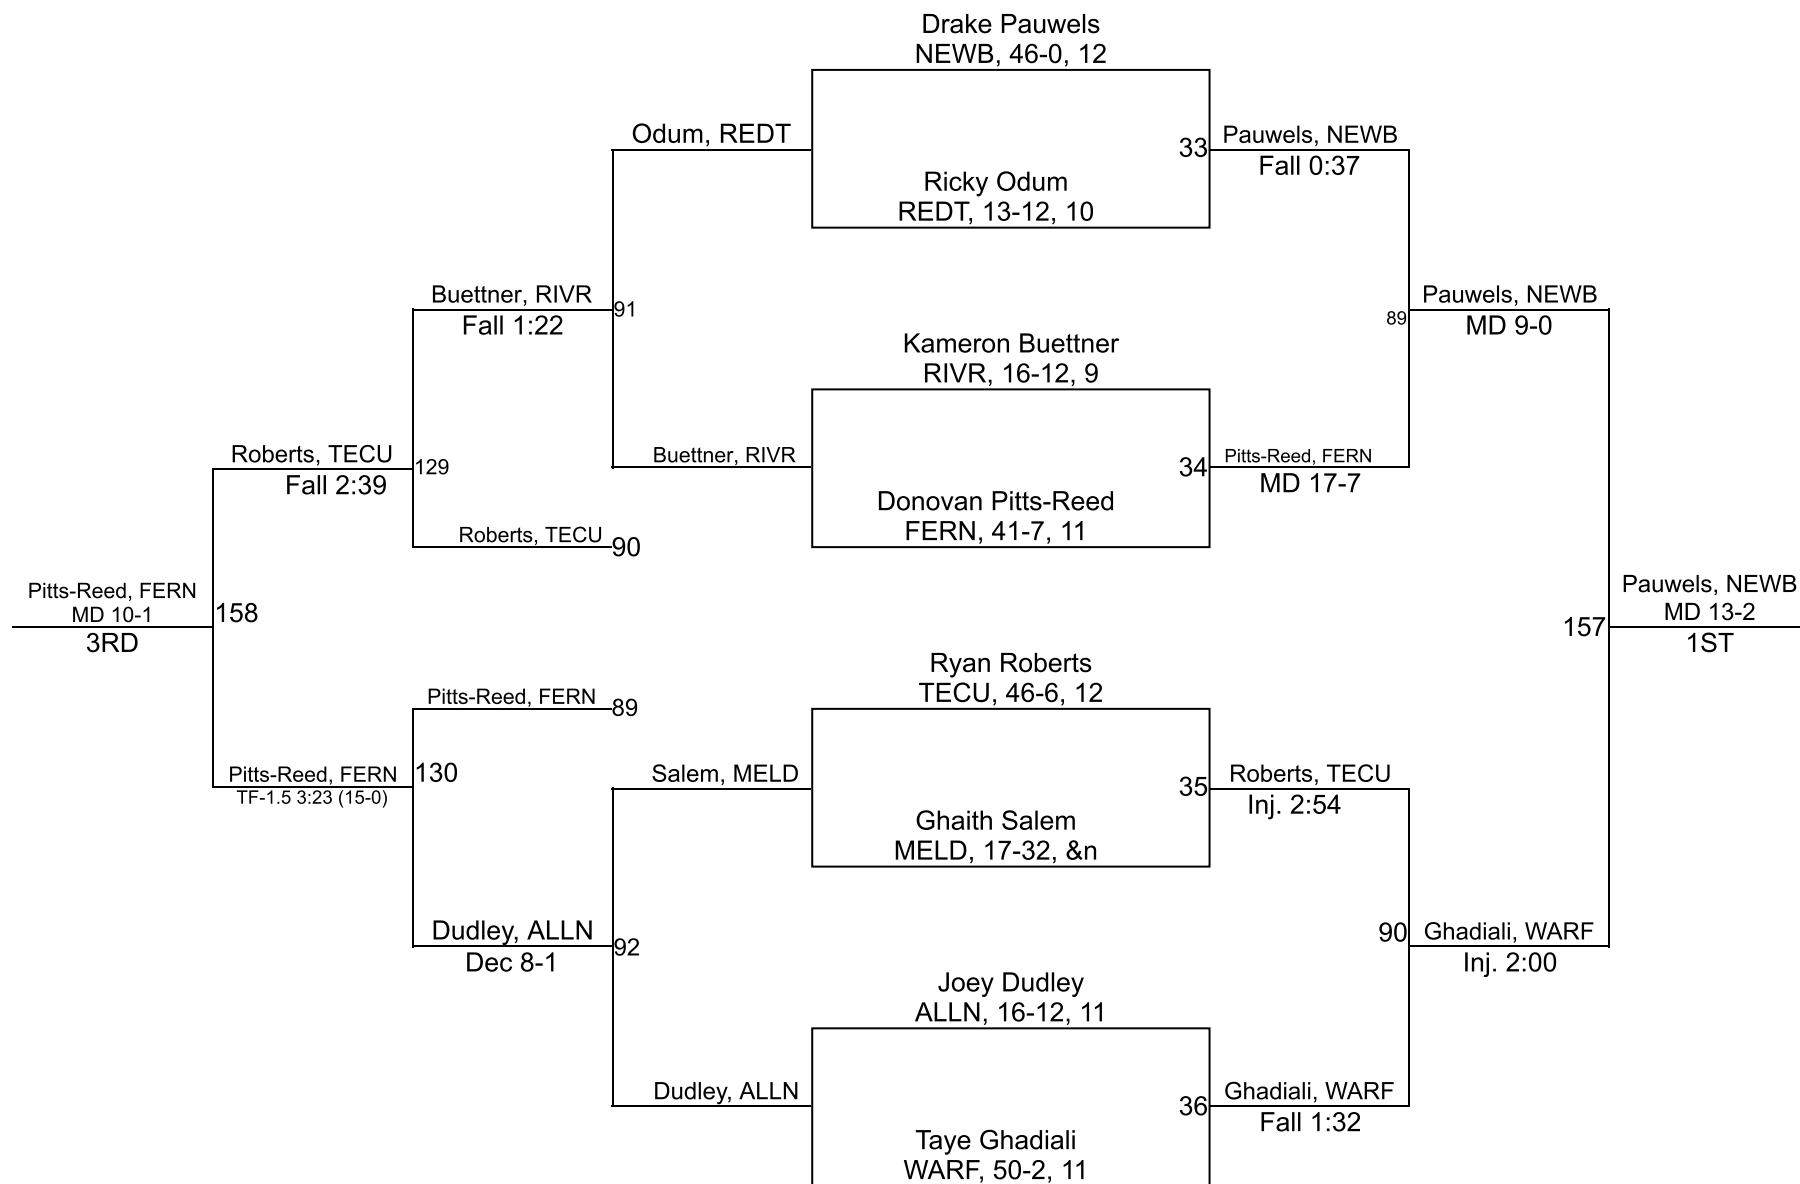 Drake Pauwels
NEWB, 46-0, 12
Odum, REDT
33
Pauwels, NEWB
Fall 0:37
Ricky Odum
REDT, 13-12, 10
Buettner, RIVR
Fall 1:22
91
89
Pauwels, NEWB
MD 9-0
Kameron Buettner
RIVR, 16-12, 9
Roberts, TECU
Fall 2:39
129
Buettner, RIVR
34
Pitts-Reed, FERN
MD 17-7
Donovan Pitts-Reed
FERN, 41-7, 11
Roberts, TECU
90
Pitts-Reed, FERN
MD 10-1
3RD
158
157
Pauwels, NEWB
MD 13-2
1ST
Ryan Roberts
TECU, 46-6, 12
Pitts-Reed, FERN
89
Pitts-Reed, FERN
TF-1.5 3:23 (15-0)
130
Salem, MELD
35
Roberts, TECU
Inj. 2:54
Ghaith Salem
MELD, 17-32, &n
Dudley, ALLN
Dec 8-1
92
90
Ghadiali, WARF
Inj. 2:00
Joey Dudley
ALLN, 16-12, 11
Dudley, ALLN
36
Ghadiali, WARF
Fall 1:32
Taye Ghadiali
WARF, 50-2, 11